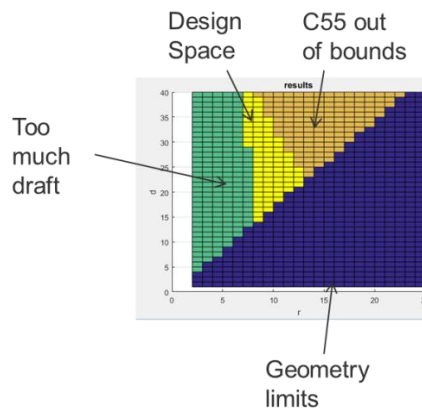 Design
Space
C55 out
of bounds
results
Too
much
draft
40
35
30
25
20
15
10
5
0
d
0
5
10
15
20
r
Geometry
limits